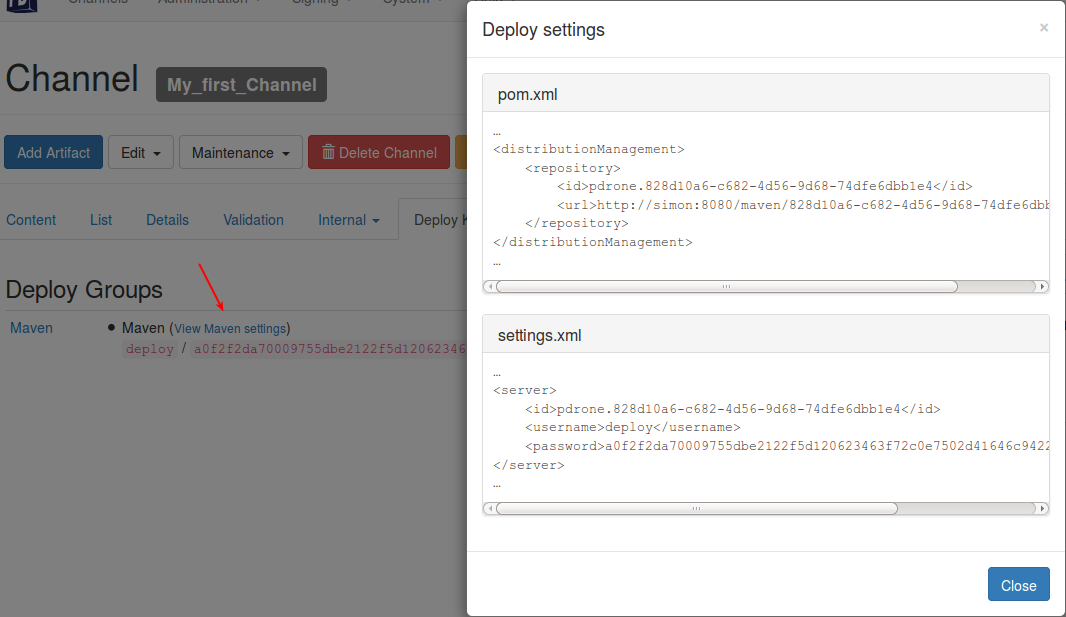 Channels Administration Signing System
Channel My_first_Channel
Add Artifact Edit Maintenance Delete Channel
Content List Details Validation Internal Deploy K
Deploy Groups
Maven Maven (View Maven settings)
deploy / a0f2f2da70009755dbe2122f5d12062346
Deploy settings ×
pom.xml
…
<distributionManagement>
<repository>
<id>pdrone.828d10a6-c682-4d56-9d68-74dfe6dbb1e4</id>
<url>http://simon:8080/maven/828d10a6-c682-4d56-9d68-74dfe6dbb
</repository>
</distributionManagement>
…
settings.xml
…
<server>
<id>pdrone.828d10a6-c682-4d56-9d68-74dfe6dbb1e4</id>
<username>deploy</username>
<password>a0f2f2da70009755dbe2122f5d120623463f72c0e7502d41646c9422
</server>
…
Close